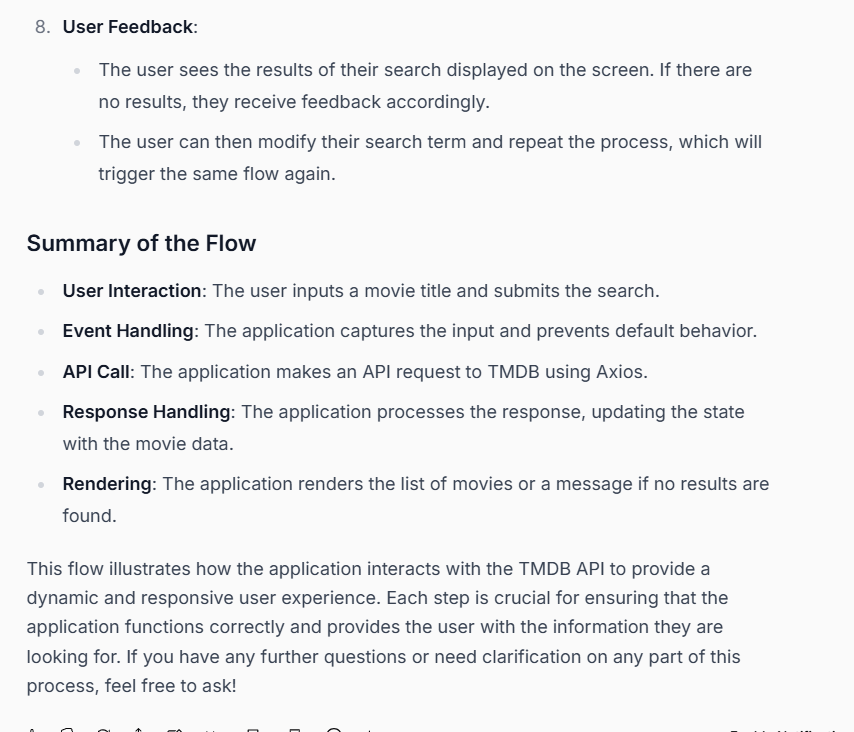 8. User Feedback:
The user sees the results of their search displayed on the screen. If there are
no results, they receive feedback accordingly.
The user can then modify their search term and repeat the process, which will
trigger the same flow again.
Summary of the Flow
User Interaction: The user inputs a movie title and submits the search.
Event Handling: The application captures the input and prevents default behavior.
API Call: The application makes an API request to TMDB using Axios.
Response Handling: The application processes the response, updating the state
with the movie data.
Rendering: The application renders the list of movies or a message if no results are
found.
This flow illustrates how the application interacts with the TMDB API to provide a
dynamic and responsive user experience. Each step is crucial for ensuring that the
application functions correctly and provides the user with the information they are
looking for. If you have any further questions or need clarification on any part of this
process, feel free to ask!